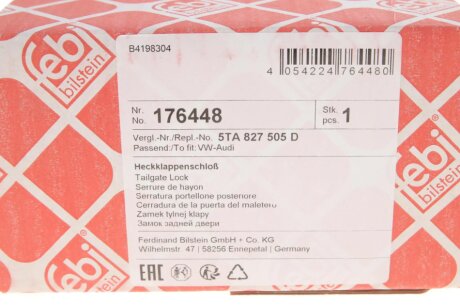 febi
bilstein
B4198304
4 054224 764480
Nr.
No. 176448
Stk.
pcs. 1
Vergl.-Nr./Repl.-No. 5TA 827 505 D
Passend/To fit: VW-Audi
Heckklappenschloß
Tailgate Lock
Serrure de hayon
Serratura portellone posteriore
Cerradura de la puerta del maletero
Zamek tylnej klapy
Замок задней двери
Ferdinand Bilstein GmbH + Co. KG
Wilhelmstr. 47 | 58256 Ennepetal | Germany
EAC
febi
bilstein
febi
bilstein
febi